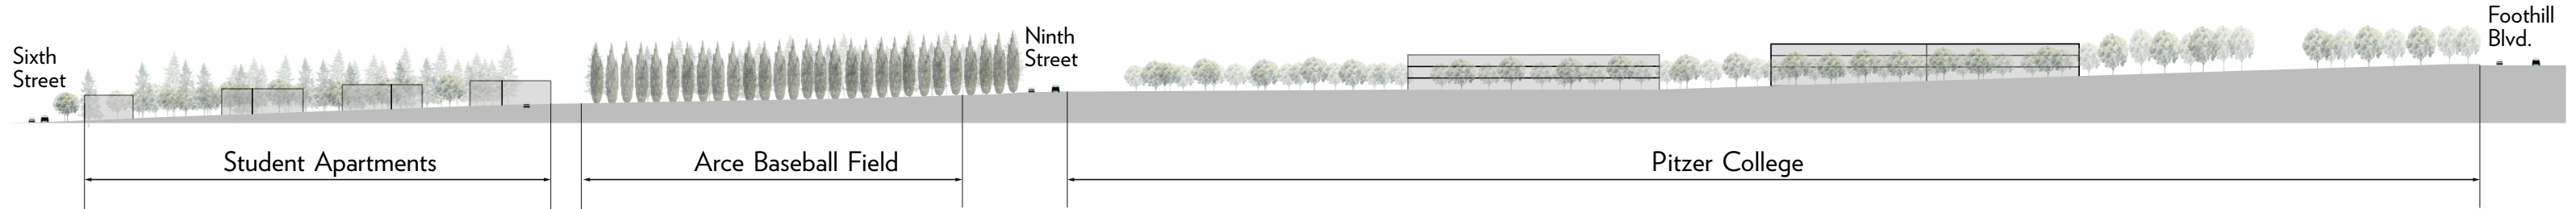 Sixth
Street
Student Apartments
Arce Baseball Field
Ninth
Street
Pitzer College
Foothill
Blvd.